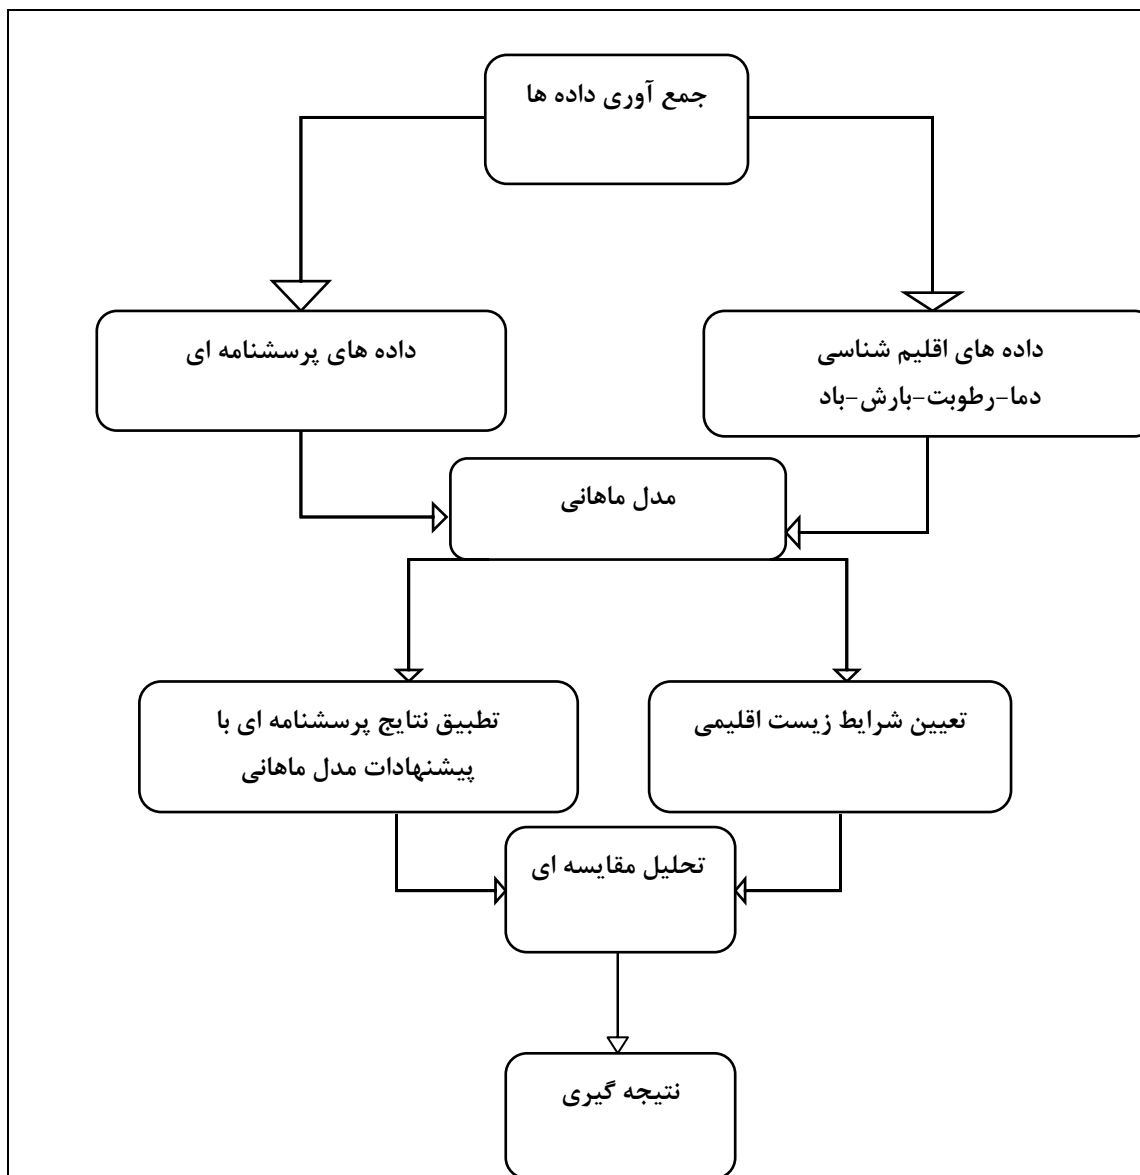 جمع آوری داده ها
داده های اقلیم شناسی
دما-رطوبت-بارش-باد
داده های پرسشنامه ای
مدل ماهانی
تعیین شرایط زیست اقلیمی
تطبیق نتایج پرسشنامه ای با
پیشنهادات مدل ماهانی
تحلیل مقایسه ای
نتیجه گیری